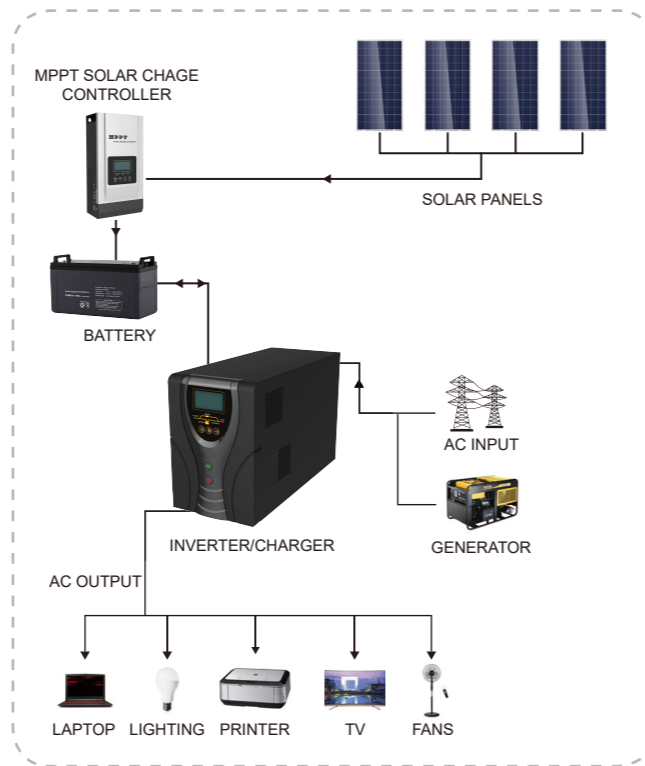 MPPT SOLAR CHAGE
CONTROLLER
MPPT
SOLAR PANELS
BATTERY
AC INPUT
INVERTER/CHARGER
GENERATOR
AC OUTPUT
LAPTOP
LIGHTING
PRINTER
TV
FANS